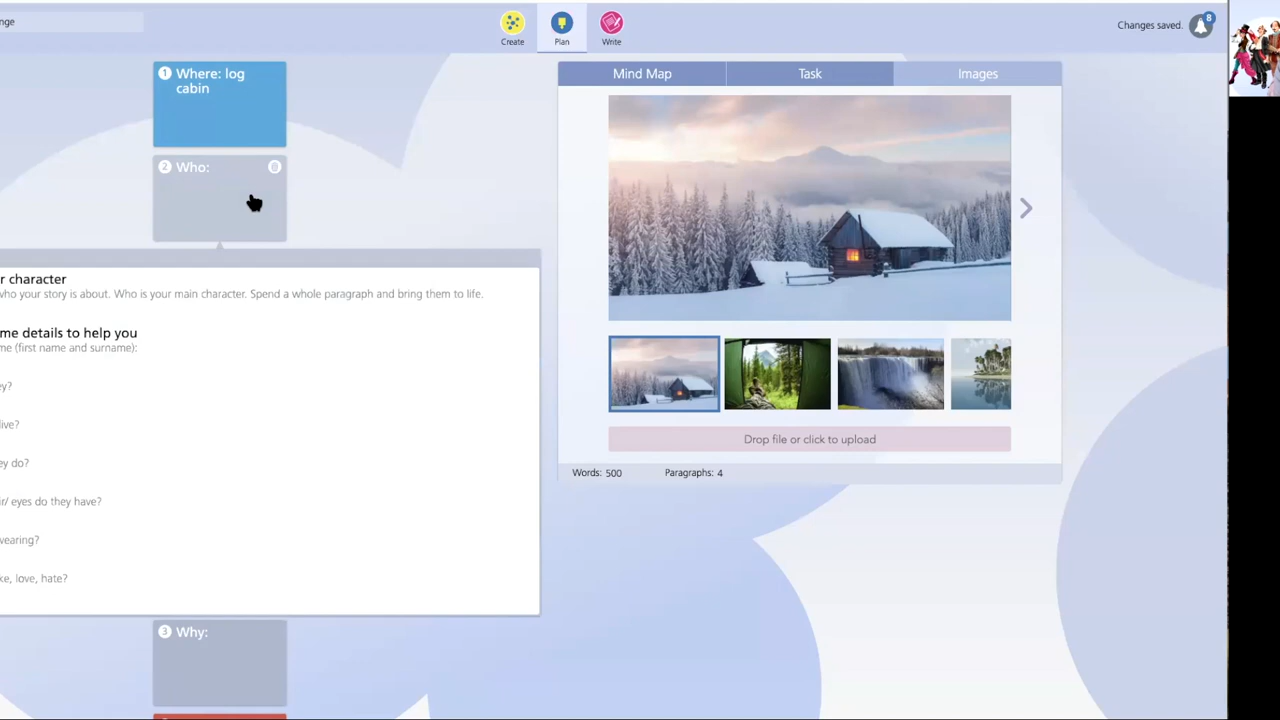 nge
Create
Plan
Write
Changes saved.
8
1 Where: log
cabin
2 Who:
r character
who your story is about. Who is your main character. Spend a whole paragraph and bring them to life.
me details to help you
me (first name and surname):
ey?
live?
ey do?
ir/ eyes do they have?
wearing?
ke, love, hate?
3 Why:
Mind Map
Task
Images
Drop file or click to upload
Words: 500
Paragraphs: 4